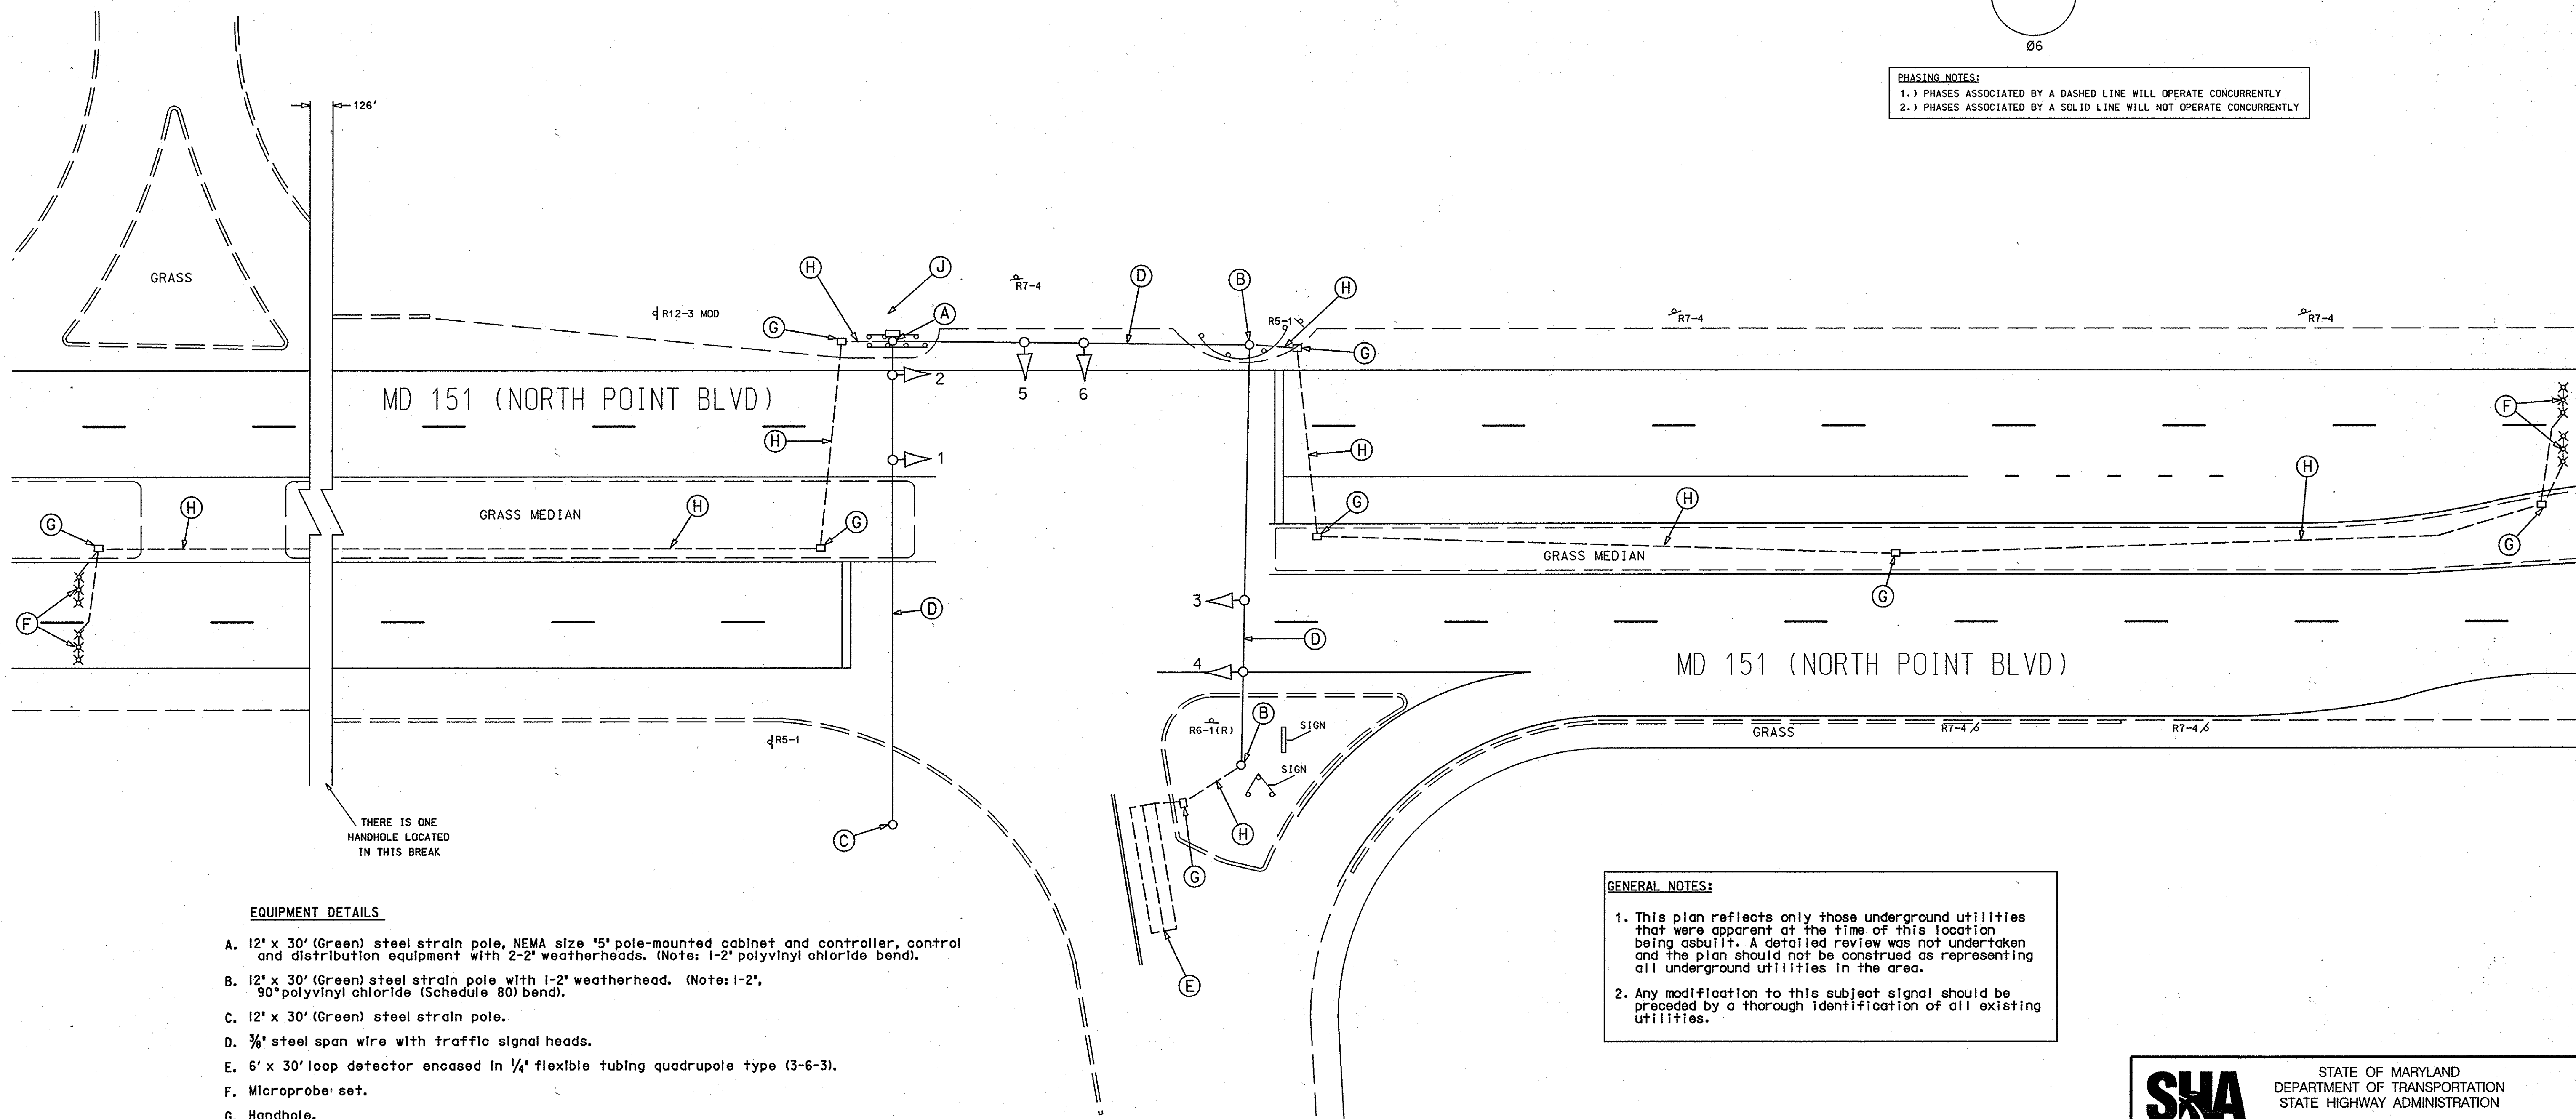 Ø6
PHASING NOTES:
1.) PHASES ASSOCIATED BY A DASHED LINE WILL OPERATE CONCURRENTLY
2.) PHASES ASSOCIATED BY A SOLID LINE WILL NOT OPERATE CONCURRENTLY
126'
GRASS
H
J
R7-4
D
B
H
R12-3 MOD
G
A
R5-1
G
R7-4
R7-4
2
5
6
MD 151 (NORTH POINT BLVD)
F
H
1
H
H
G
H
H
GRASS MEDIAN
G
G
H
GRASS MEDIAN
G
G
F
3
D
D
4
MD 151 (NORTH POINT BLVD)
B
R6-1(R)
SIGN
R5-1
GRASS
R7-4
R7-4
SIGN
THERE IS ONE
HANDHOLE LOCATED
IN THIS BREAK
C
H
G
E
GENERAL NOTES:
1. This plan reflects only those underground utilities
that were apparent at the time of this location
being asbuilt. A detailed review was not undertaken
and the plan should not be construed as representing
all underground utilities in the area.
2. Any modification to this subject signal should be
preceded by a thorough identification of all existing
utilities.
EQUIPMENT DETAILS
A. 12" x 30' (Green) steel strain pole, NEMA size "5" pole-mounted cabinet and controller, control
and distribution equipment with 2-2" weatherheads. (Note: 1-2" polyvinyl chloride bend).
B. 12" x 30' (Green) steel strain pole with 1-2" weatherhead. (Note: 1-2",
90° polyvinyl chloride (Schedule 80) bend).
C. 12" x 30' (Green) steel strain pole.
D. ⅜" steel span wire with traffic signal heads.
E. 6' x 30' loop detector encased in ¼" flexible tubing quadrupole type (3-6-3).
F. Microprobe set.
G. Handhole.
SHA
STATE OF MARYLAND
DEPARTMENT OF TRANSPORTATION
STATE HIGHWAY ADMINISTRATION